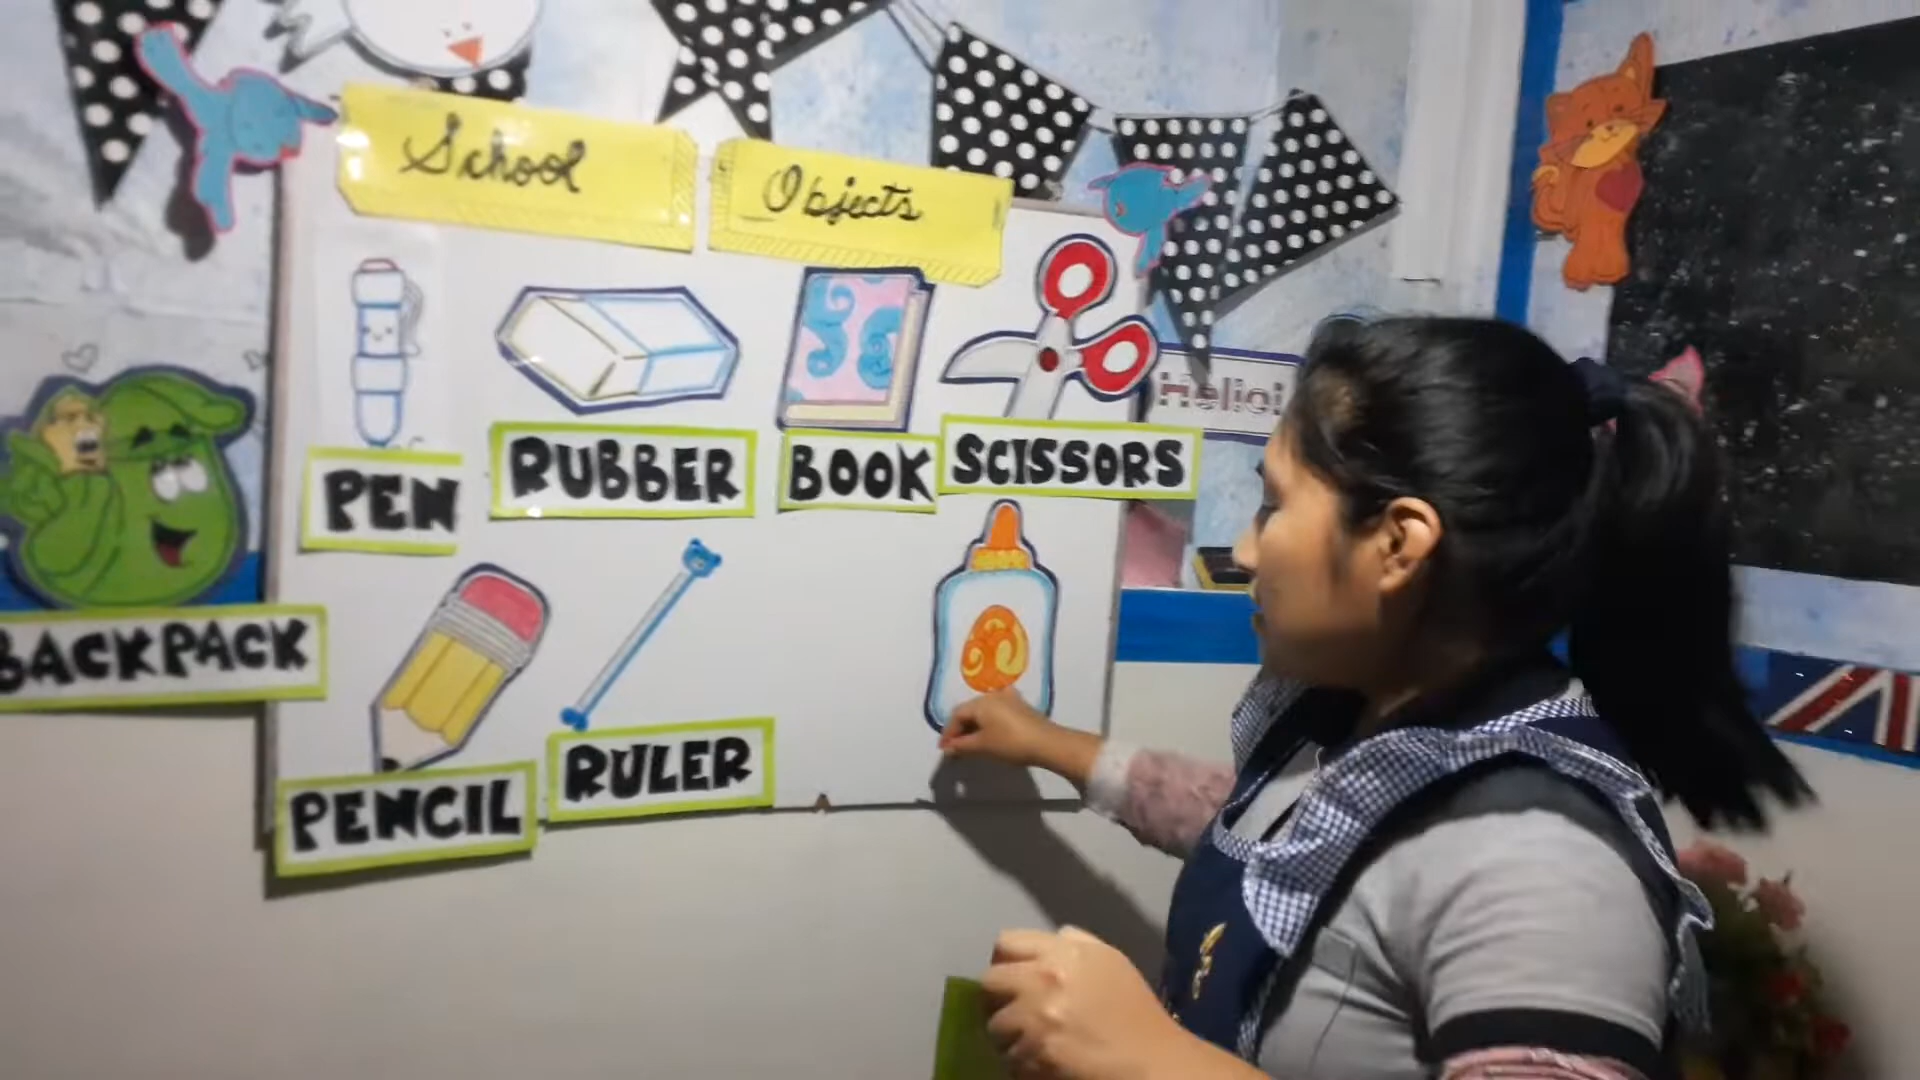 School Objects
PEN
RUBBER
BOOK
SCISSORS
Hello!
BACKPACK
PENCIL
RULER